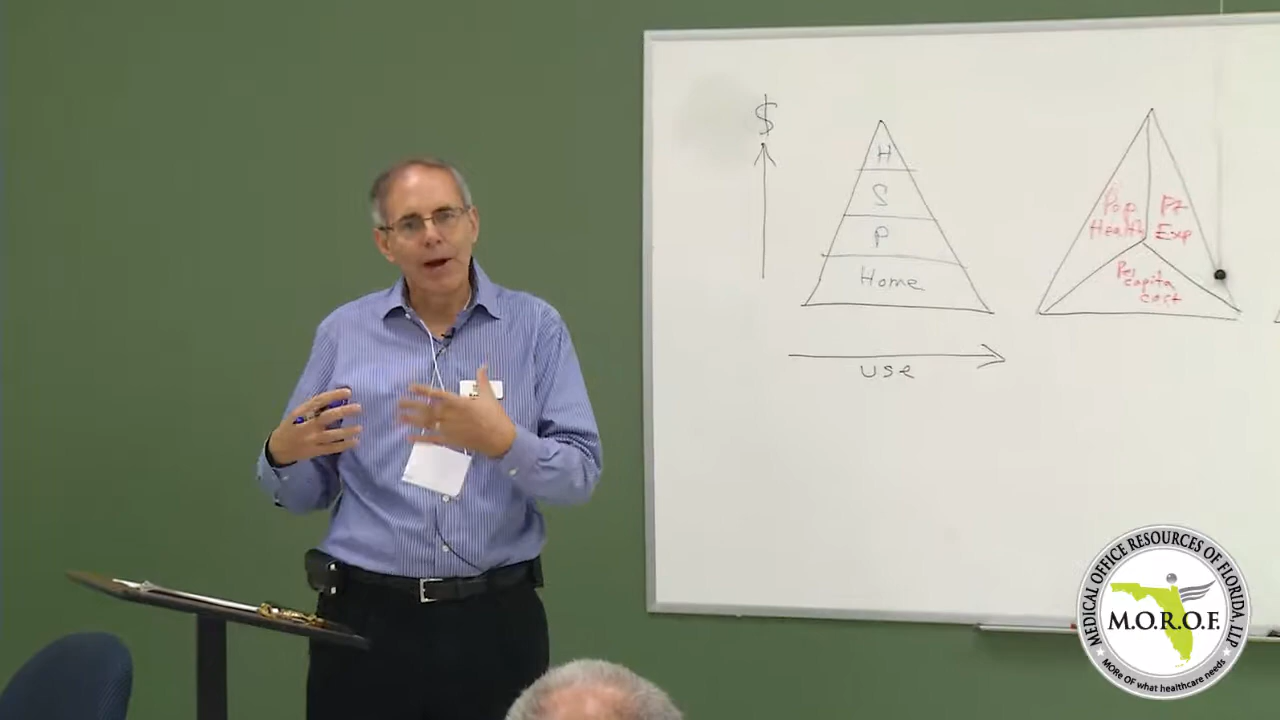 $
H
S
P
Home
use
Pop
Health
Pt
Exp
Per
capita
cost
MEDICAL OFFICE RESOURCES OF FLORIDA, LLP
M.O.R.O.F.
MORe OF what healthcare needs